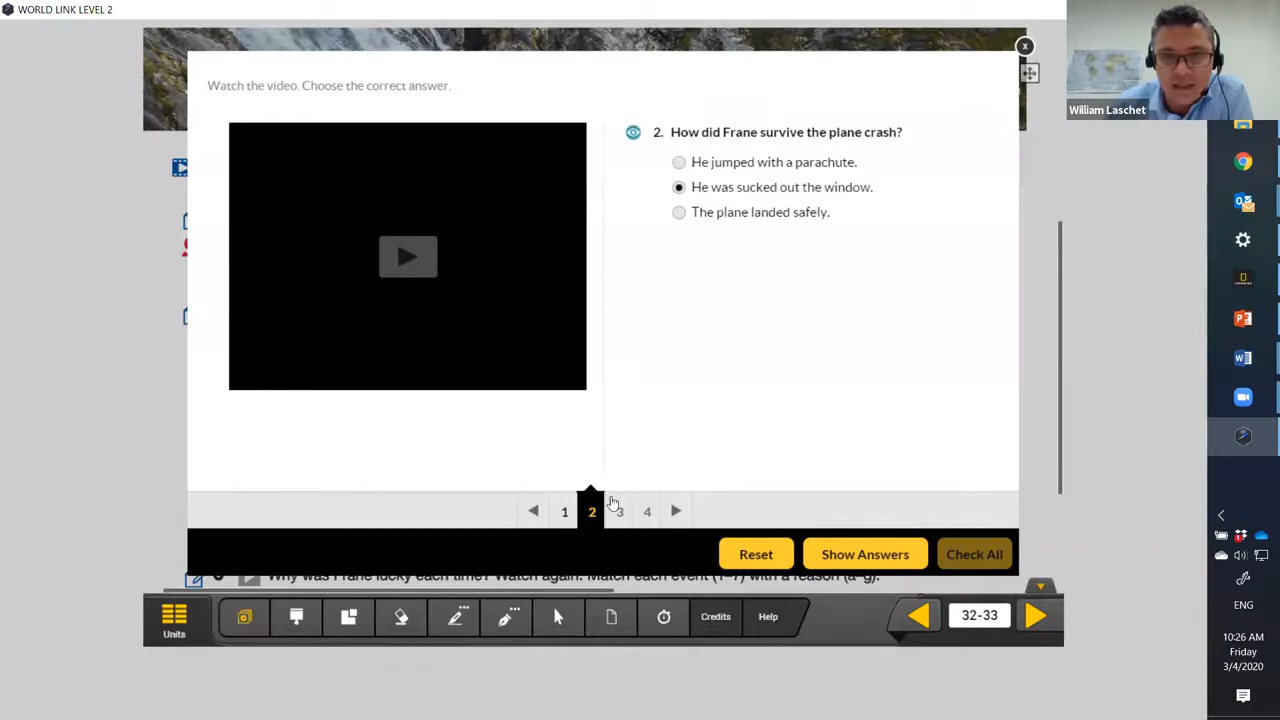 WORLD LINK LEVEL 2
William Laschet
Watch the video. Choose the correct answer.
2. How did Frane survive the plane crash?
He jumped with a parachute.
He was sucked out the window.
The plane landed safely.
1 2 3 4
Reset Show Answers Check All
Why was Frane lucky each time? Watch again. Match each event (1–7) with a reason (a–g).
Units
Credits
Help
32-33
ENG
10:26 AM
Friday
3/4/2020